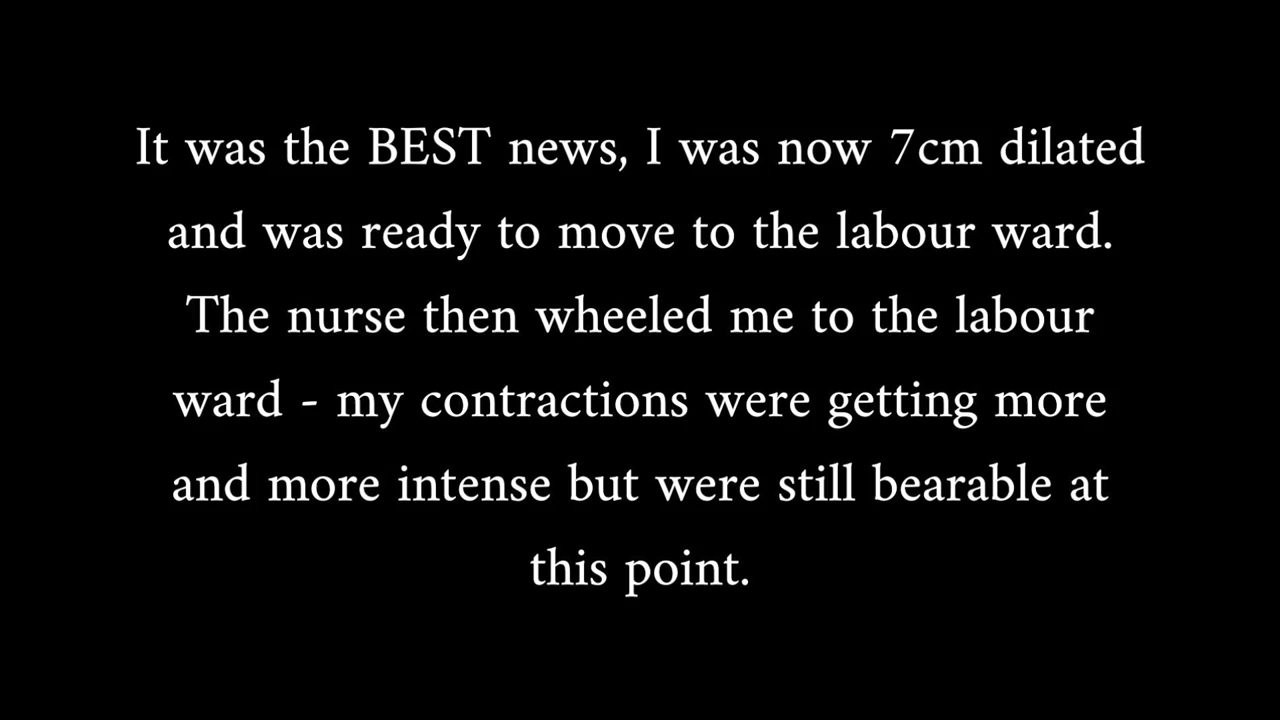 It was the BEST news, I was now 7cm dilated
and was ready to move to the labour ward.
The nurse then wheeled me to the labour
ward - my contractions were getting more
and more intense but were still bearable at
this point.